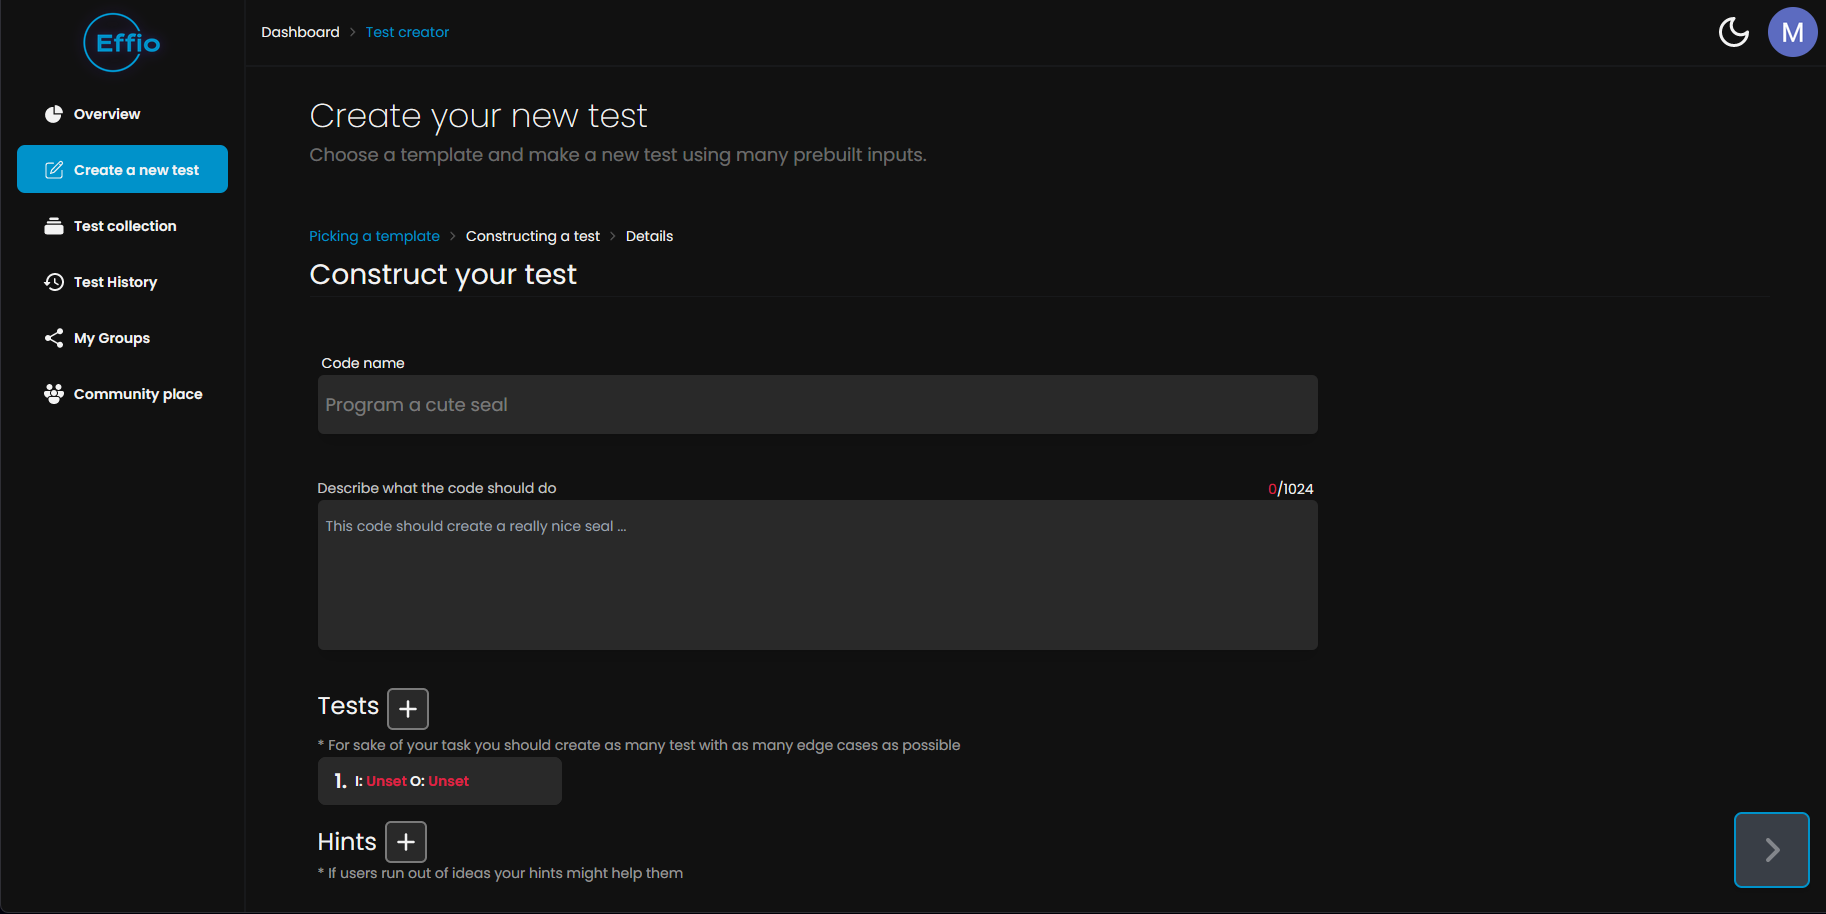 Effio
Dashboard > Test creator
M
Overview
Create a new test
Test collection
Test History
My Groups
Community place
Create your new test
Choose a template and make a new test using many prebuilt inputs.
Picking a template > Constructing a test > Details
Construct your test
Code name
Program a cute seal
Describe what the code should do 0/1024
This code should create a really nice seal ...
Tests +
* For sake of your task you should create as many test with as many edge cases as possible
1. I: Unset O: Unset
Hints +
* If users run out of ideas your hints might help them